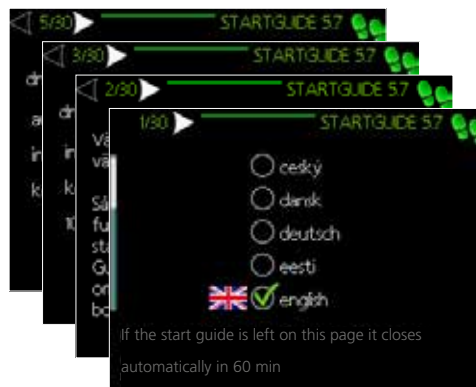 5/30 STARTGUIDE 5.7
3/30 STARTGUIDE 5.7
2/30 STARTGUIDE 5.7
1/30 STARTGUIDE 5.7
český
dansk
deutsch
eesti
english
If the start guide is left on this page it closes
automatically in 60 min